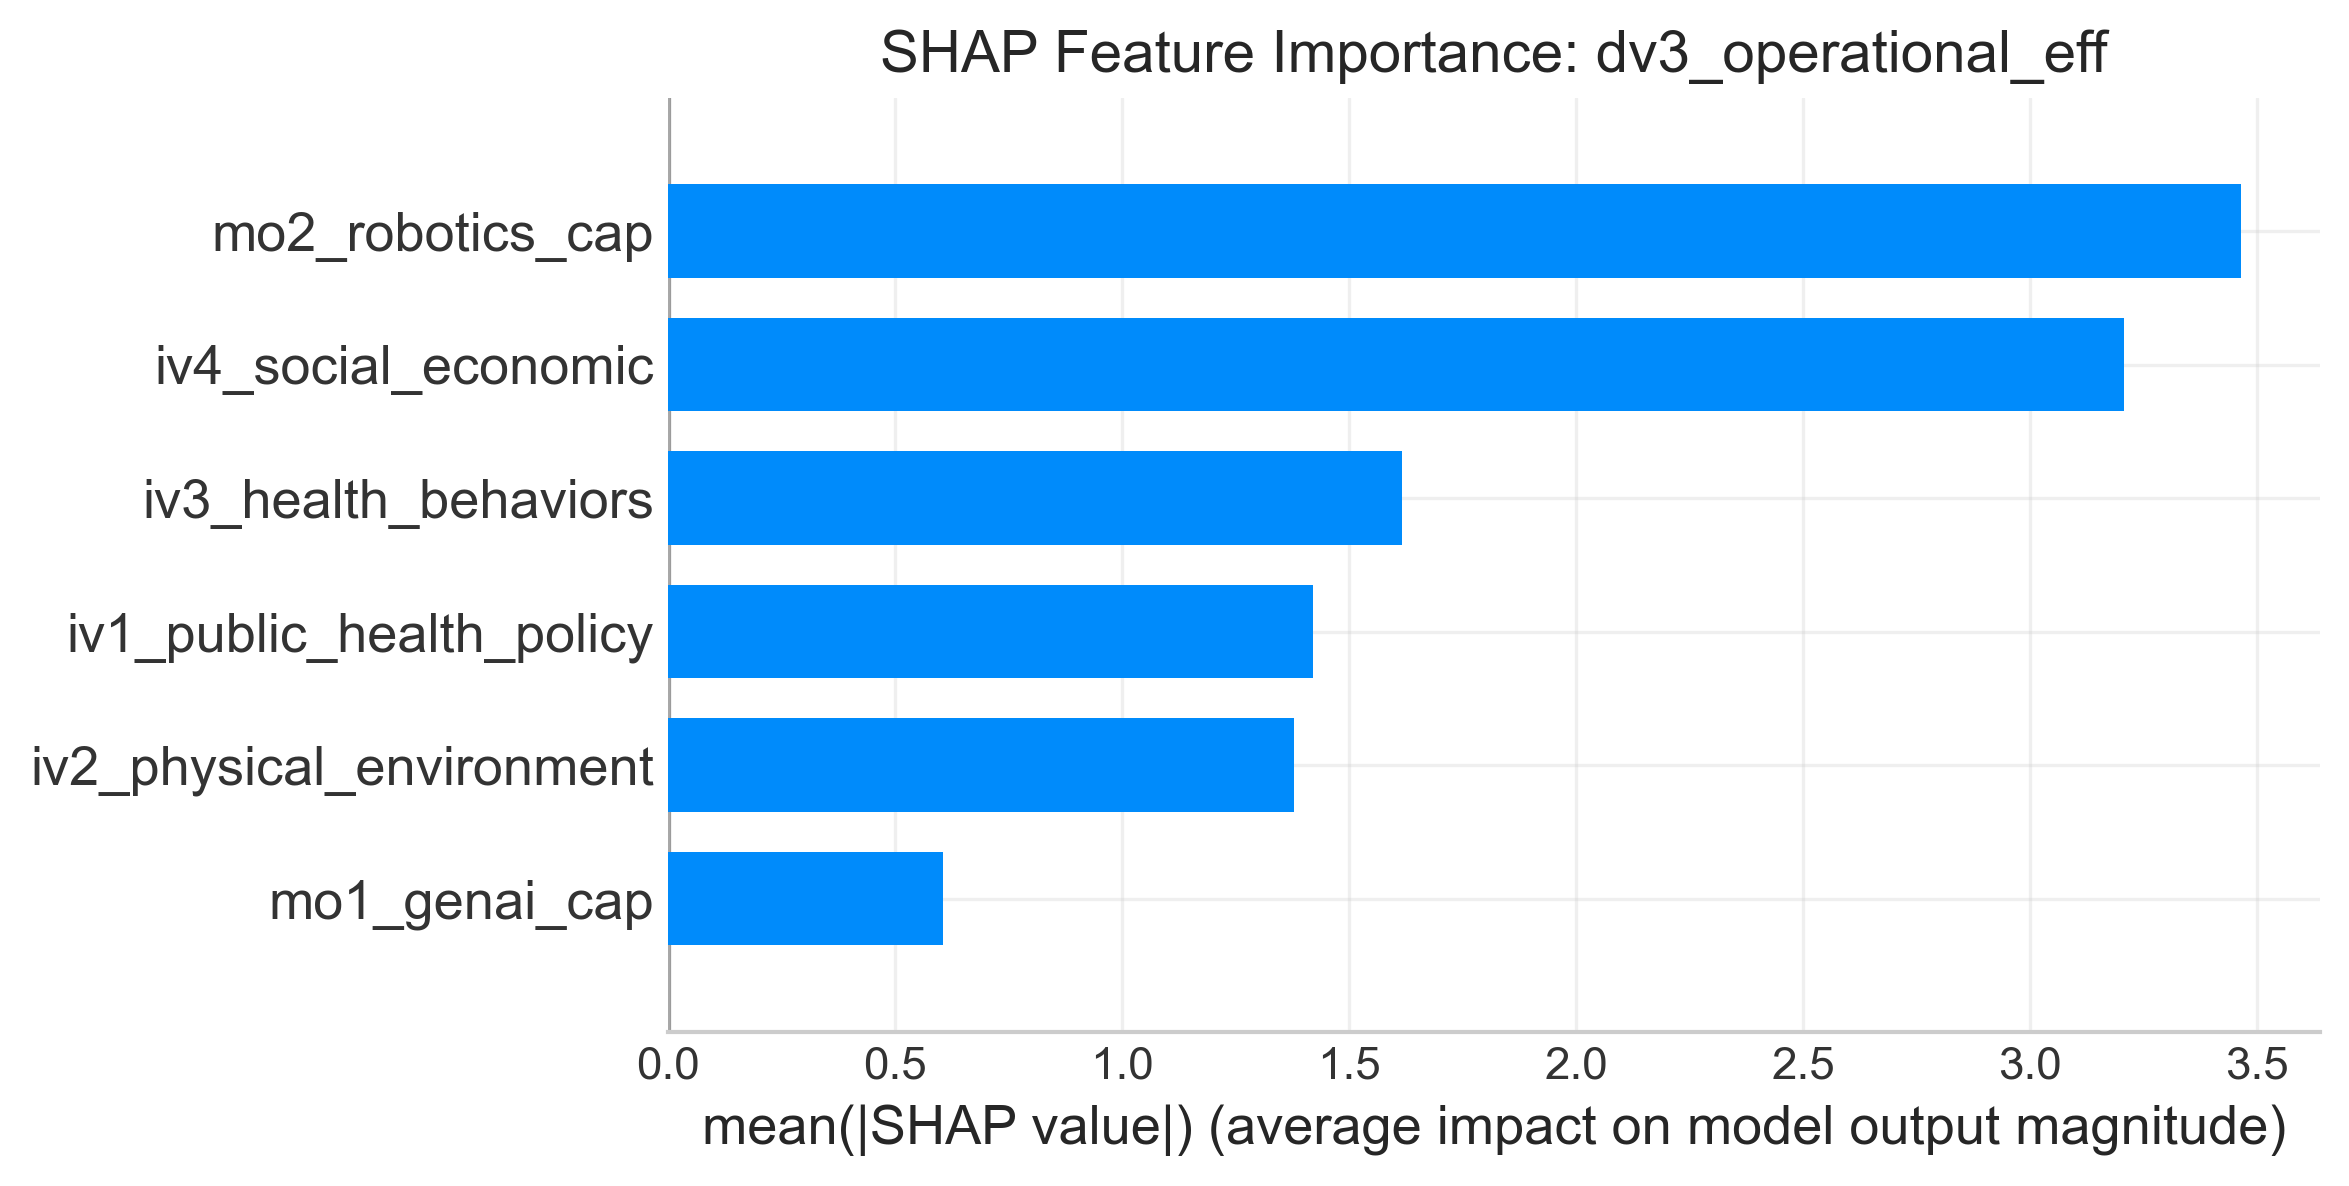 SHAP Feature Importance: dv3_operational_eff
mo2_robotics_cap
iv4_social_economic
iv3_health_behaviors
iv1_public_health_policy
iv2_physical_environment
mo1_genai_cap
0.0 0.5 1.0 1.5 2.0 2.5 3.0 3.5
mean(|SHAP value|) (average impact on model output magnitude)